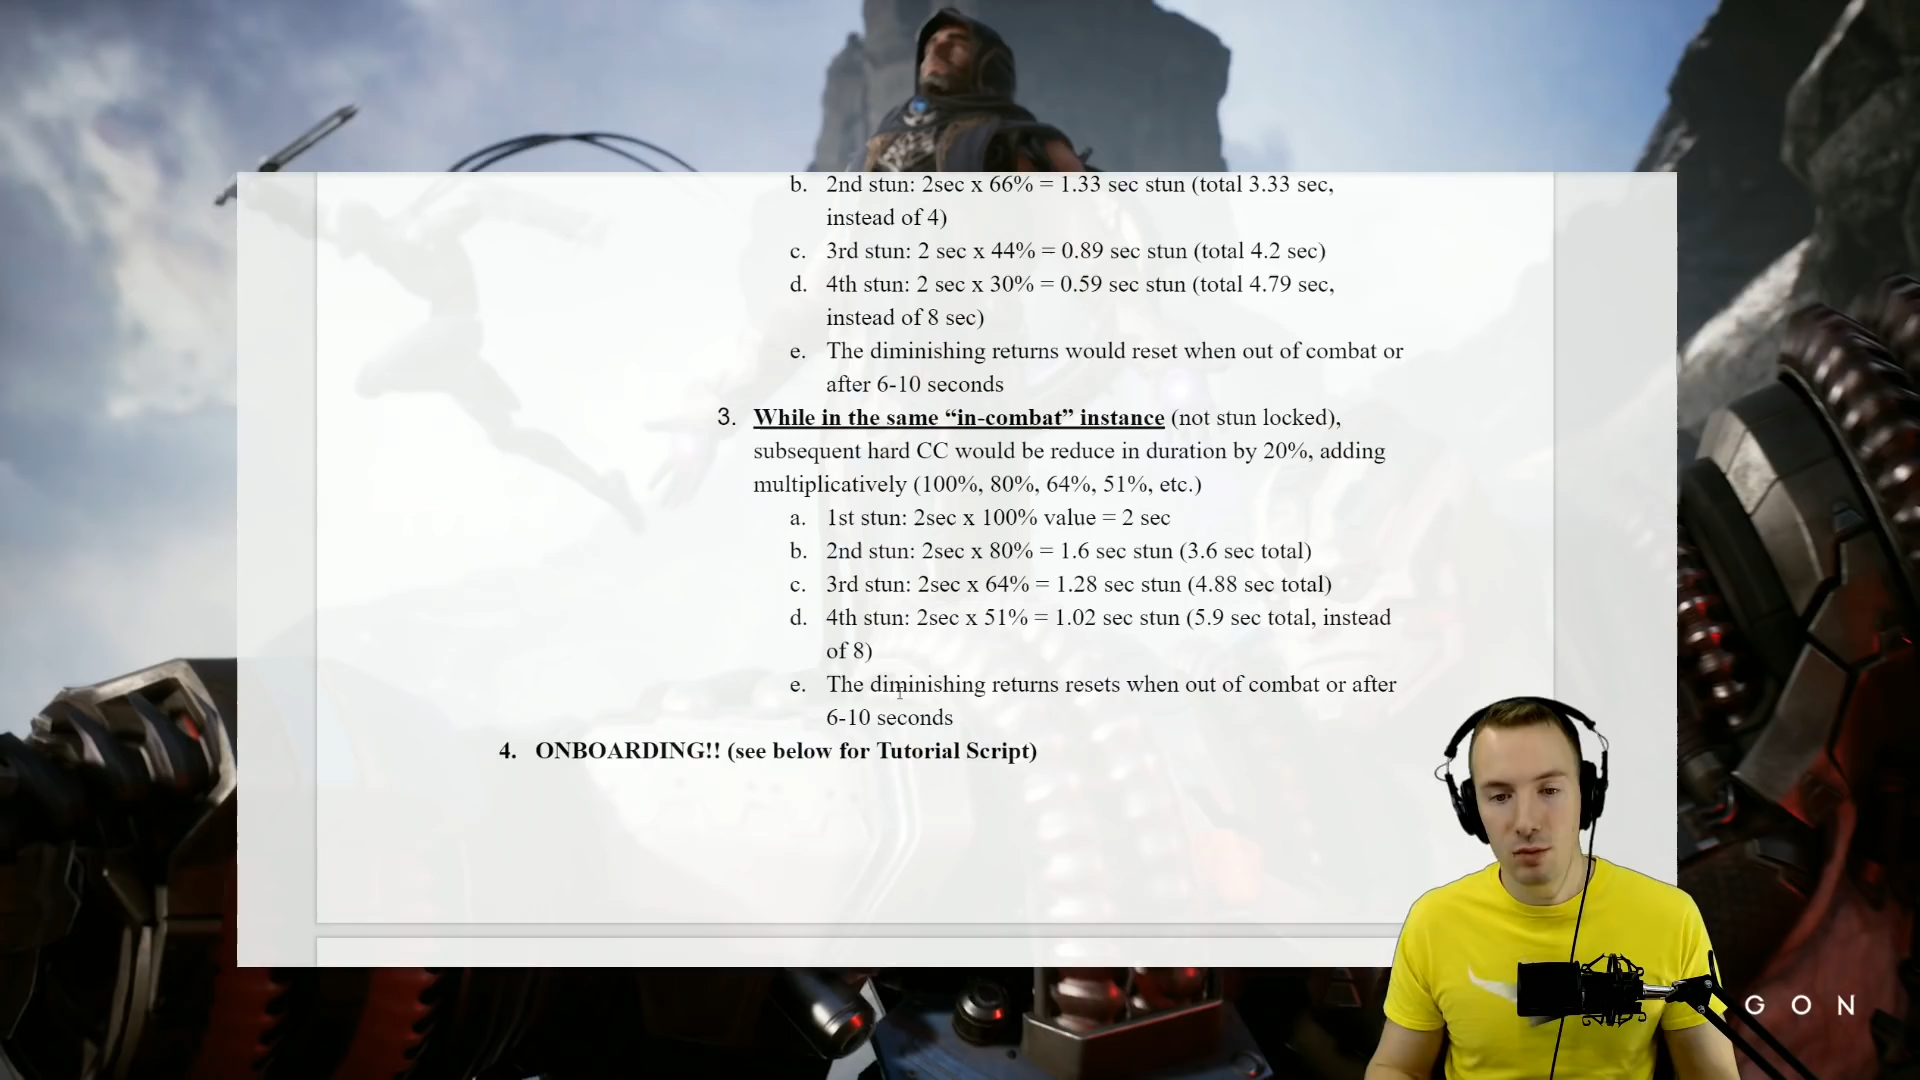 b. 2nd stun: 2sec x 66% = 1.33 sec stun (total 3.33 sec,
instead of 4)
c. 3rd stun: 2 sec x 44% = 0.89 sec stun (total 4.2 sec)
d. 4th stun: 2 sec x 30% = 0.59 sec stun (total 4.79 sec,
instead of 8 sec)
e. The diminishing returns would reset when out of combat or
after 6-10 seconds
3. While in the same “in-combat” instance (not stun locked),
subsequent hard CC would be reduce in duration by 20%, adding
multiplicatively (100%, 80%, 64%, 51%, etc.)
a. 1st stun: 2sec x 100% value = 2 sec
b. 2nd stun: 2sec x 80% = 1.6 sec stun (3.6 sec total)
c. 3rd stun: 2sec x 64% = 1.28 sec stun (4.88 sec total)
d. 4th stun: 2sec x 51% = 1.02 sec stun (5.9 sec total, instead
of 8)
e. The diminishing returns resets when out of combat or after
6-10 seconds
4. ONBOARDING!! (see below for Tutorial Script)
GON